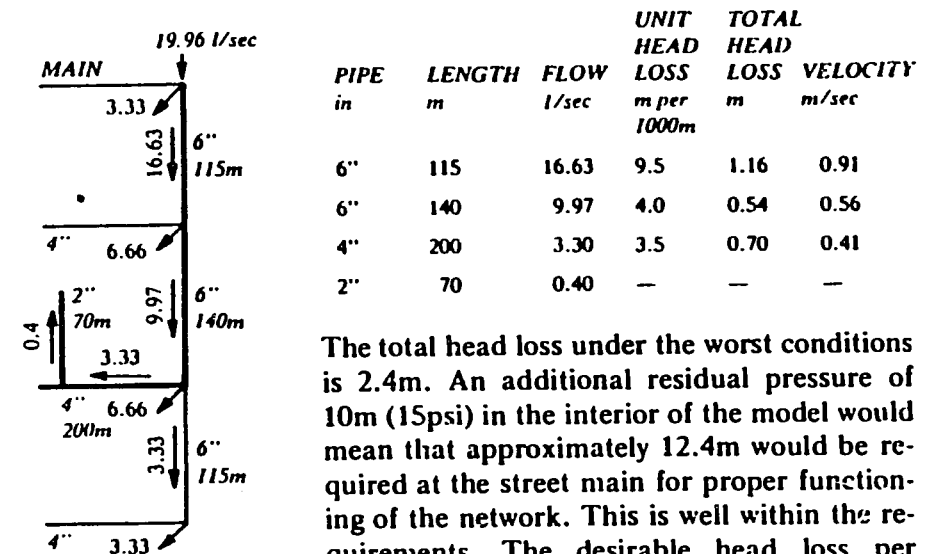 19.96 l/sec
MAIN
3.33
16.63
6"
115m
4"
6.66
2"
70m
9.97
6"
140m
0.4
3.33
4"
6.66
200m
3.33
6"
115m
4"
3.33
UNIT TOTAL
HEAD HEAD
PIPE LENGTH FLOW LOSS LOSS VELOCITY
in m l/sec m per m m/sec
1000m
6" 115 16.63 9.5 1.16 0.91
6" 140 9.97 4.0 0.54 0.56
4" 200 3.30 3.5 0.70 0.41
2" 70 0.40 — — —
The total head loss under the worst conditions
is 2.4m. An additional residual pressure of
10m (15psi) in the interior of the model would
mean that approximately 12.4m would be re-
quired at the street main for proper function-
ing of the network. This is well within the re-
quirements. The desirable head loss per